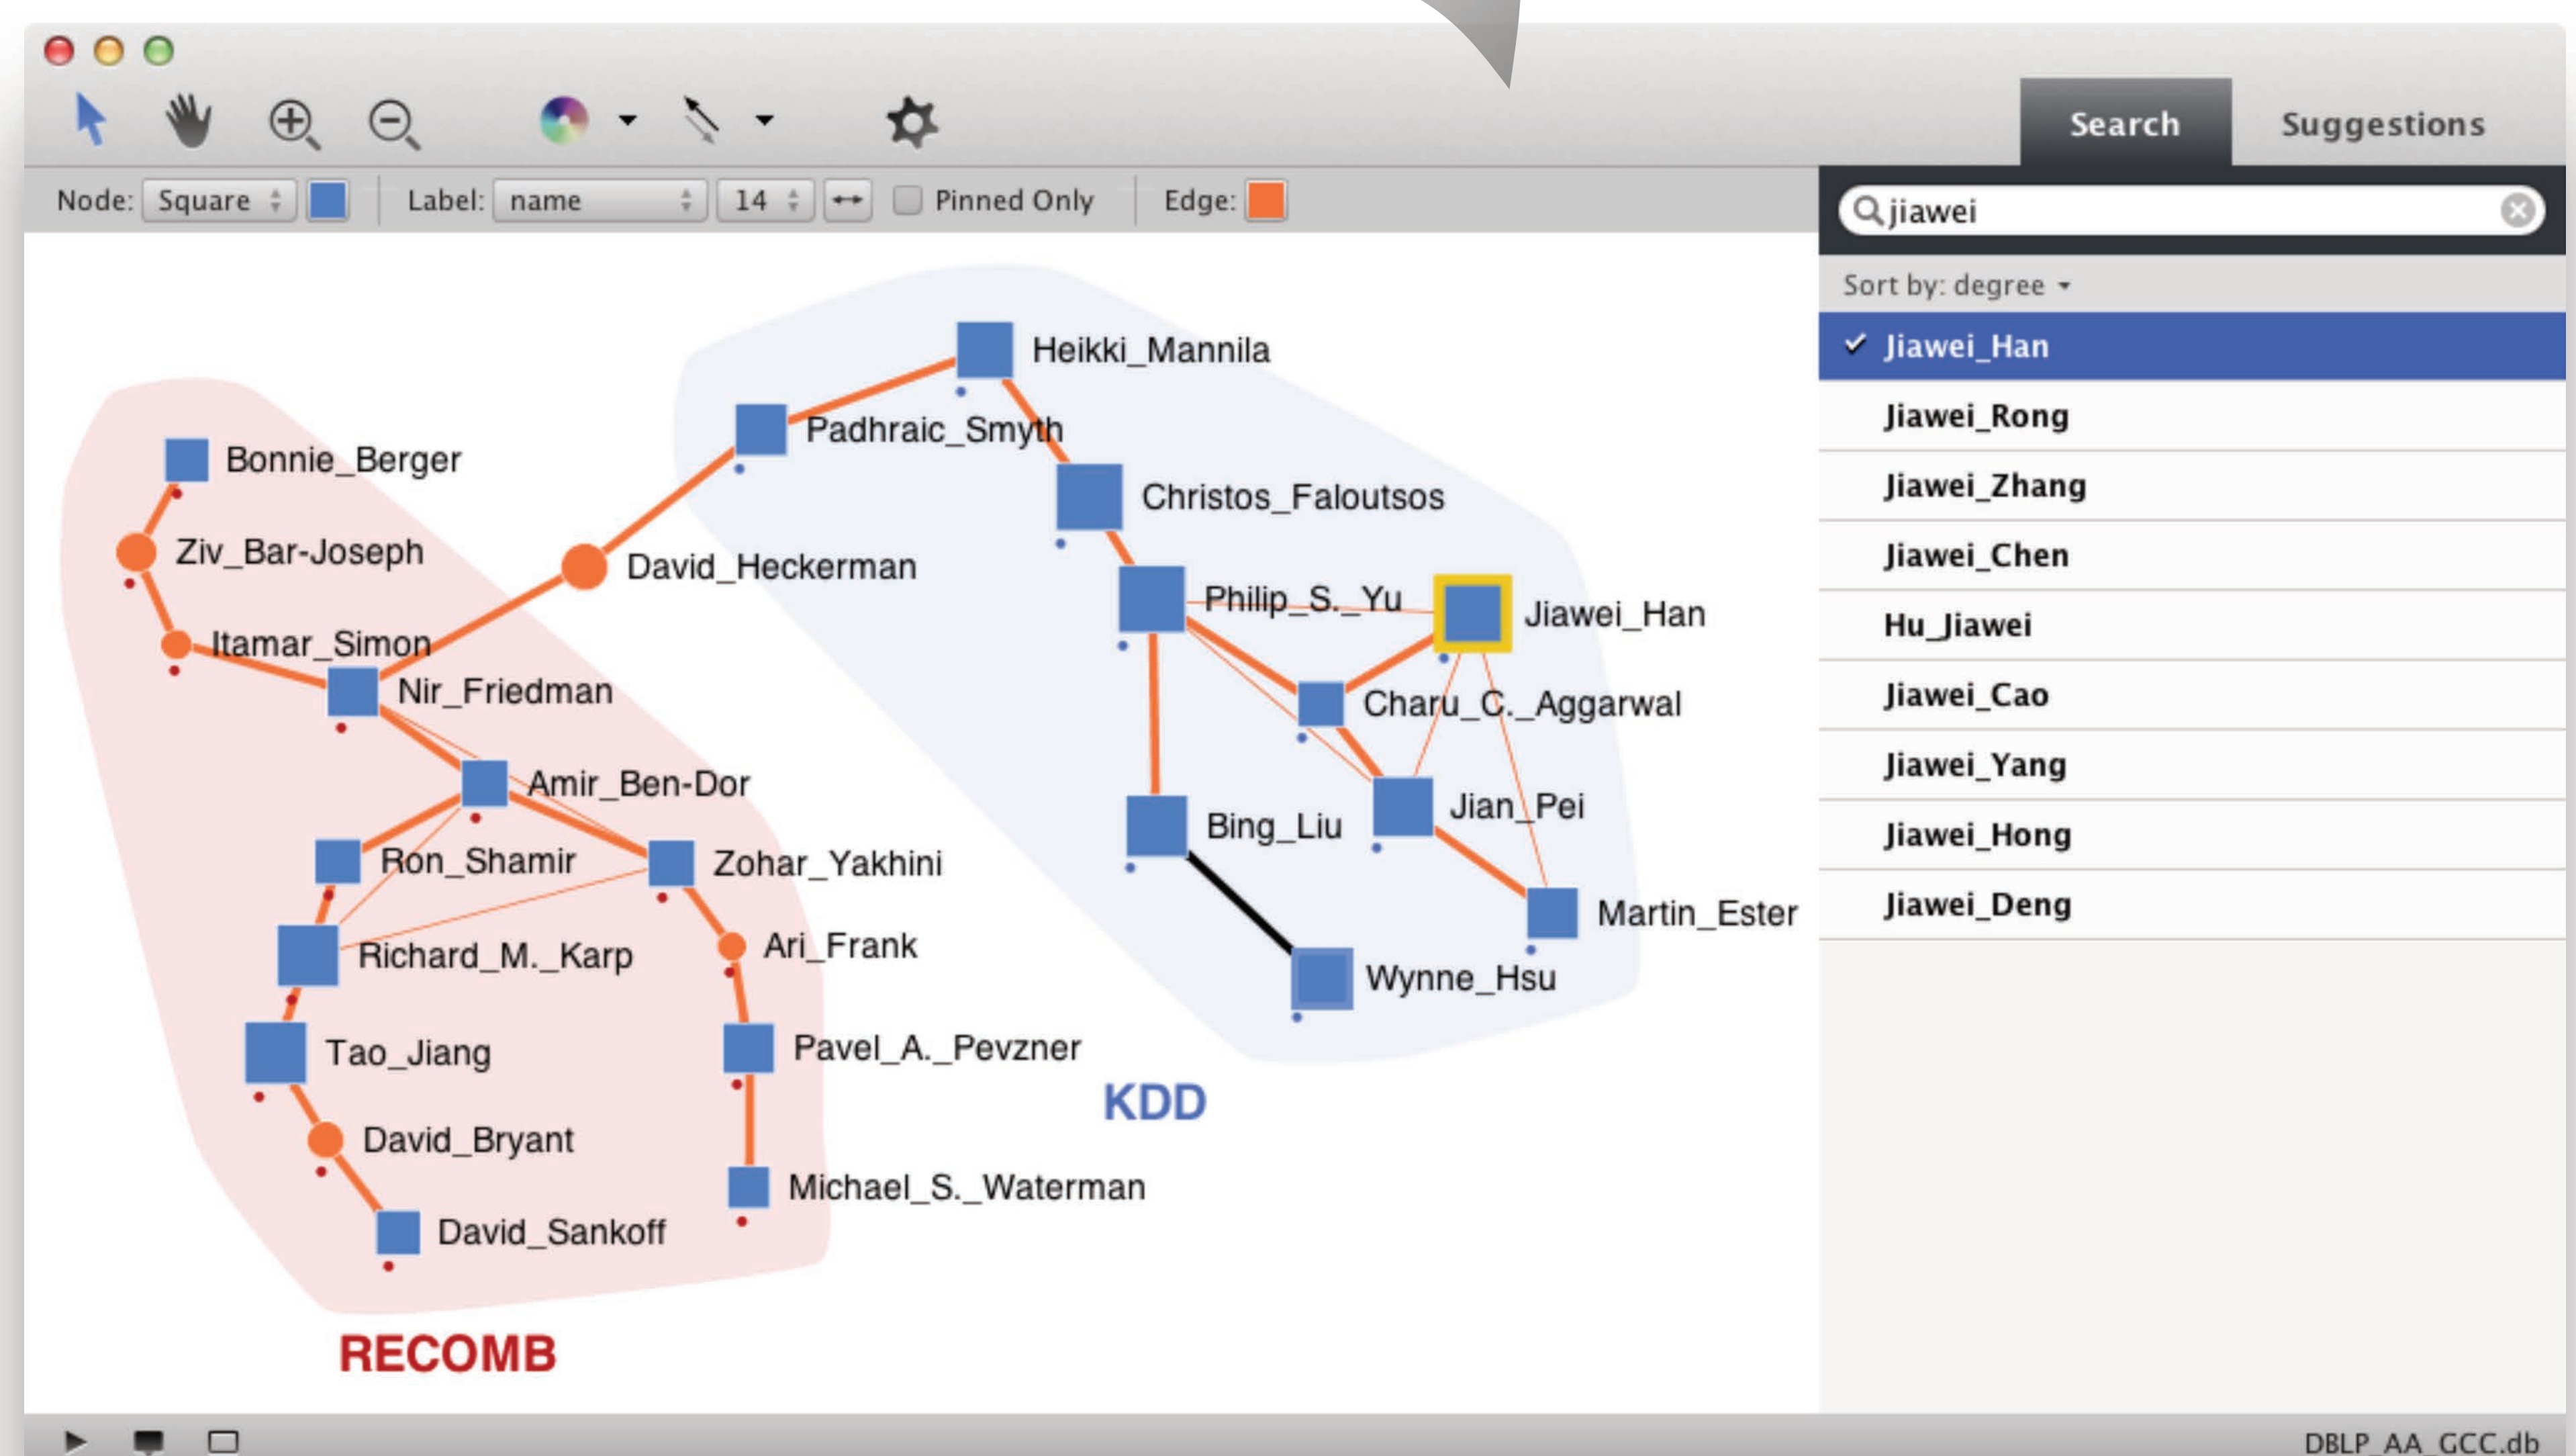 Search Suggestions
Node: Square Label: name 14 Pinned Only Edge:
jiawei
Sort by: degree
Jiawei_Han
Jiawei_Rong
Jiawei_Zhang
Jiawei_Chen
Hu_Jiawei
Jiawei_Cao
Jiawei_Yang
Jiawei_Hong
Jiawei_Deng
Heikki_Mannila
Padhraic_Smyth
Bonnie_Berger
Christos_Faloutsos
Ziv_Bar-Joseph
David_Heckerman
Philip_S._Yu
Jiawei_Han
Itamar_Simon
Nir_Friedman
Charu_C._Aggarwal
Amir_Ben-Dor
Jian_Pei
Bing_Liu
Ron_Shamir
Zohar_Yakhini
Martin_Ester
Ari_Frank
Richard_M._Karp
Wynne_Hsu
Pavel_A._Pevzner
Tao_Jiang
KDD
David_Bryant
Michael_S._Waterman
David_Sankoff
RECOMB
DBLP_AA_GCC.db